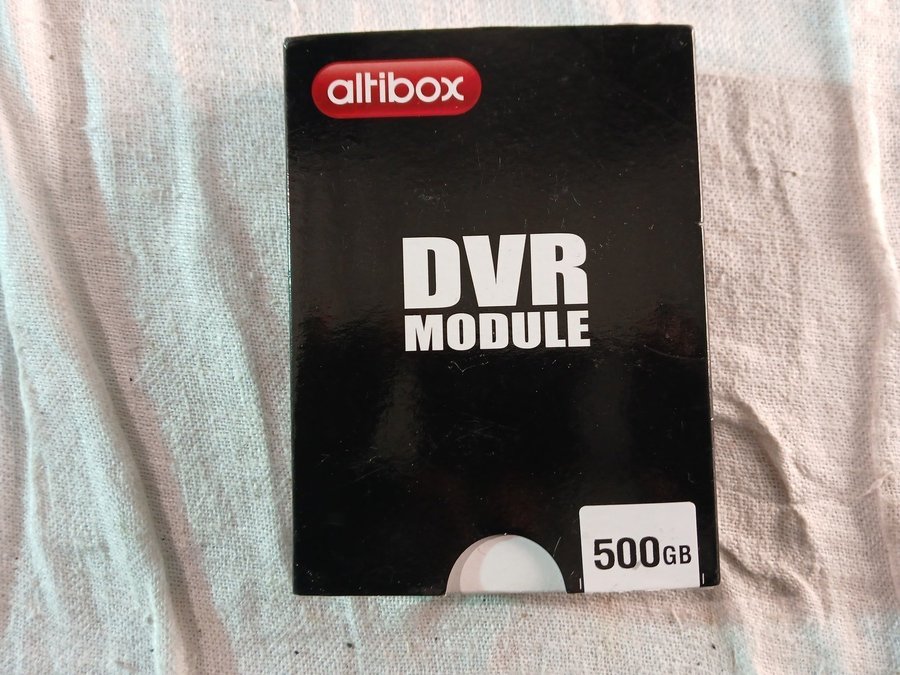 altibox
DVR
MODULE
500GB